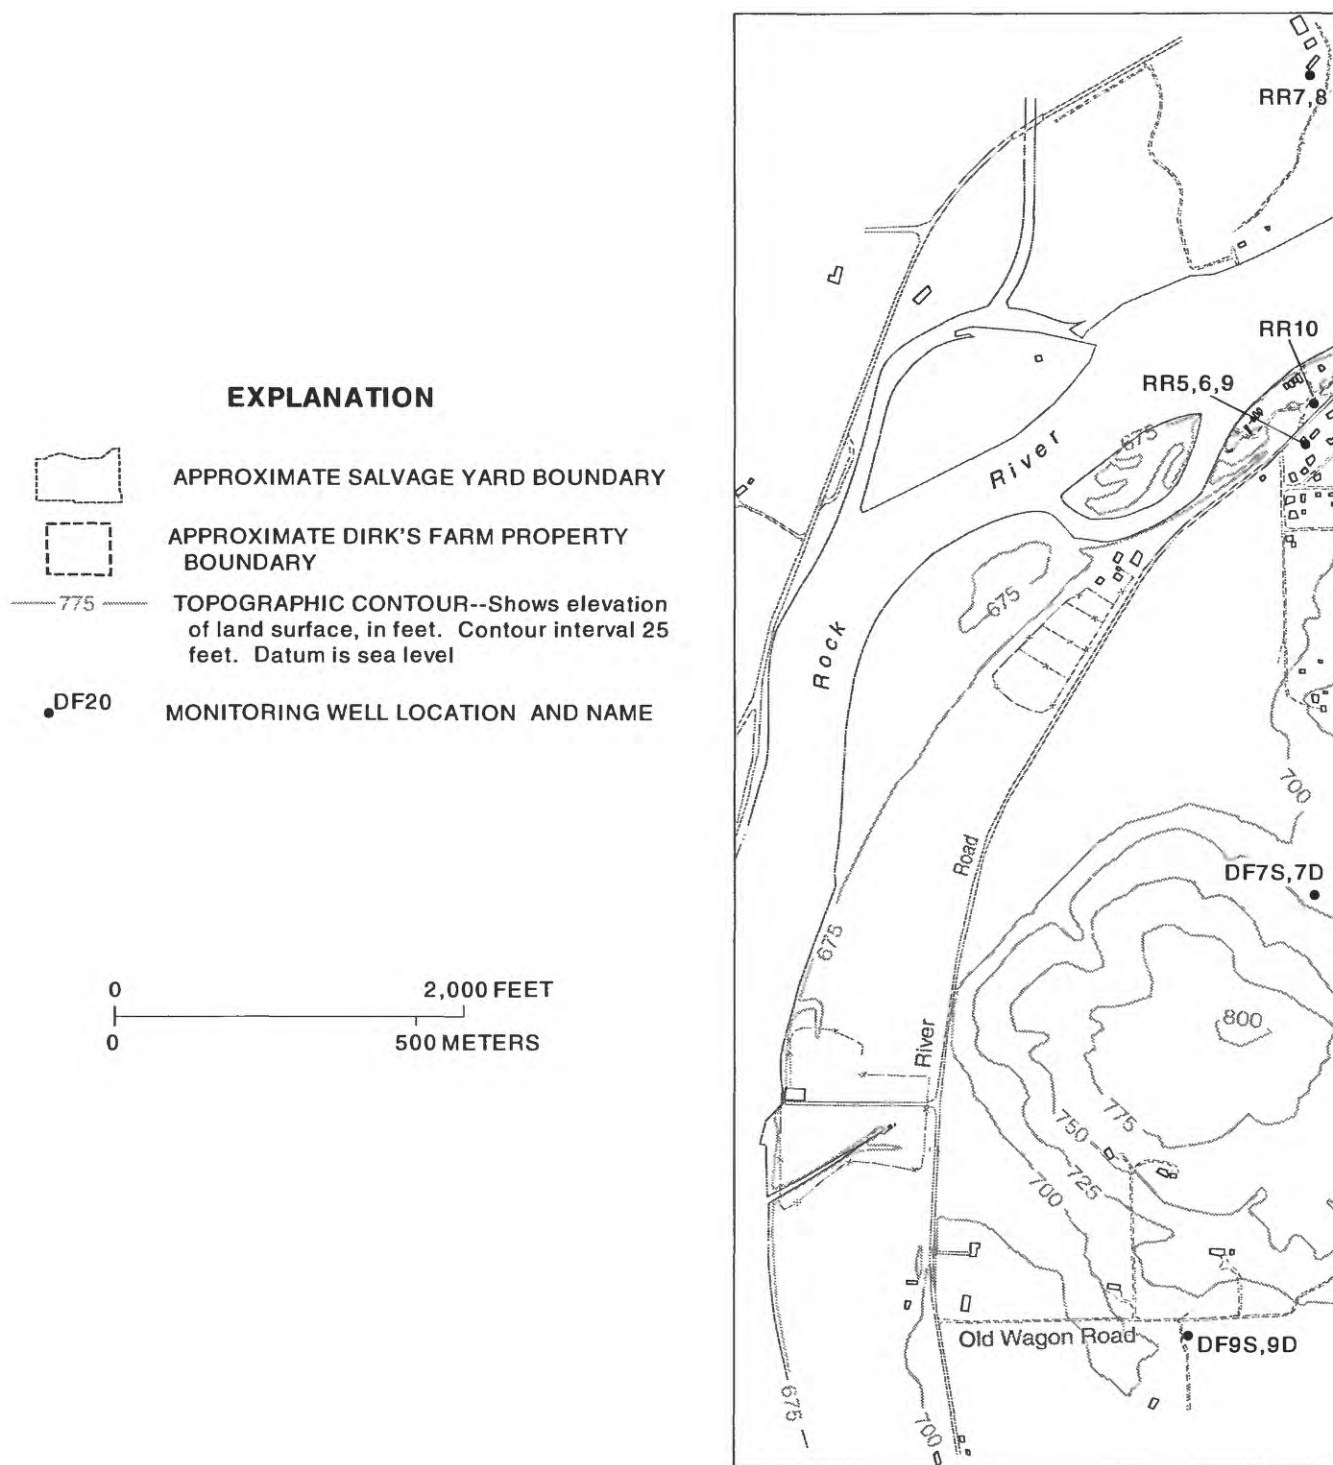 EXPLANATION
APPROXIMATE SALVAGE YARD BOUNDARY
APPROXIMATE DIRK'S FARM PROPERTY
BOUNDARY
775
TOPOGRAPHIC CONTOUR--Shows elevation
of land surface, in feet. Contour interval 25
feet. Datum is sea level
DF20
MONITORING WELL LOCATION AND NAME
0
2,000 FEET
0
500 METERS
RR7,8
RR10
RR5,6,9
675
River
675
Rock
700
Road
DF7S,7D
675
800
River
775
750
725
700
Old Wagon Road
DF9S,9D
675
700